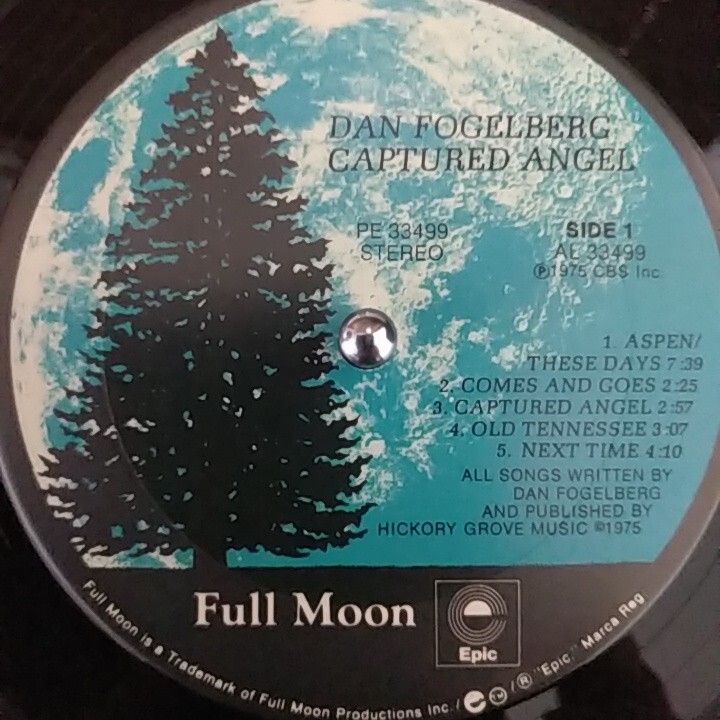 DAN FOGELBERG
CAPTURED ANGEL
PE 33499
STEREO
SIDE 1
AL 33499
℗1975 CBS Inc.
1. ASPEN/
THESE DAYS 7:39
2. COMES AND GOES 2:25
3. CAPTURED ANGEL 2:57
4. OLD TENNESSEE 3:07
5. NEXT TIME 4:10
ALL SONGS WRITTEN BY
DAN FOGELBERG
AND PUBLISHED BY
HICKORY GROVE MUSIC ©1975
Full Moon
Epic
Full Moon is a Trademark of Full Moon Productions Inc./ TM /® "Epic," Marca Reg